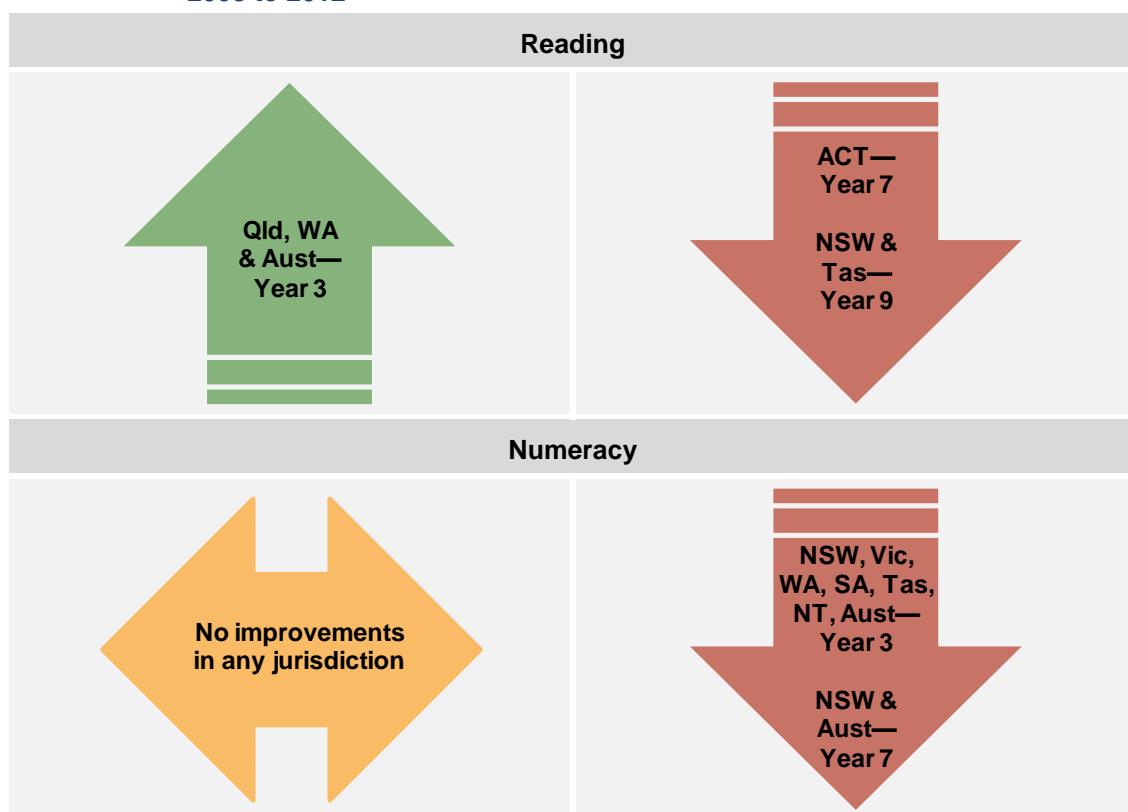 Reading
Qld, WA
& Aust—
Year 3
ACT—
Year 7
NSW &
Tas—
Year 9
Numeracy
No improvements
in any jurisdiction
NSW, Vic,
WA, SA, Tas,
NT, Aust—
Year 3
NSW &
Aust—
Year 7